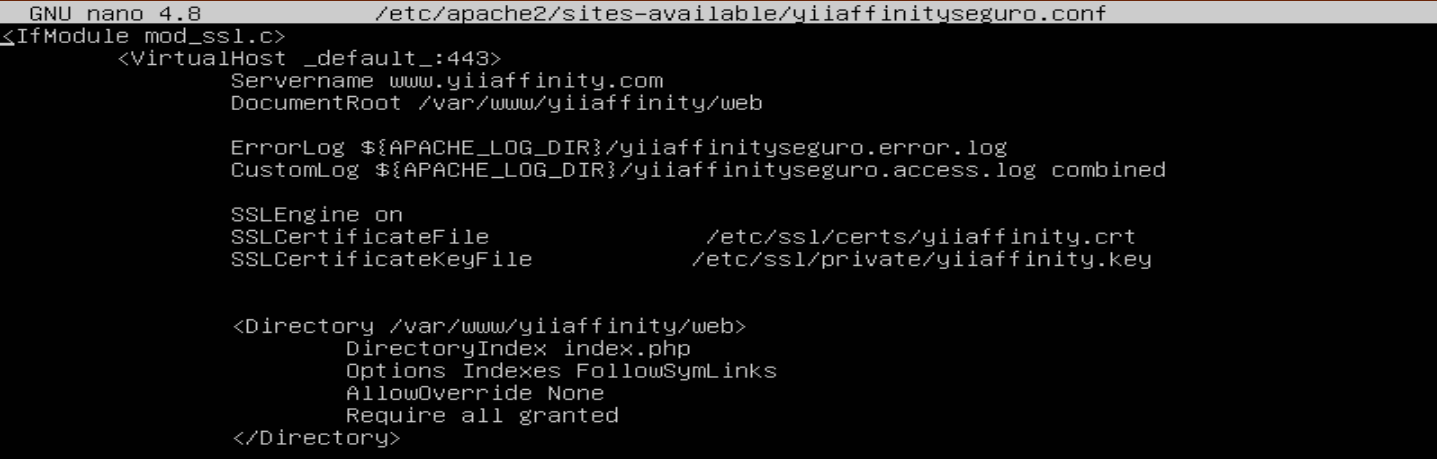 GNU nano 4.8 /etc/apache2/sites-available/yiiaffinityseguro.conf
<IfModule mod_ssl.c>
<VirtualHost _default_:443>
Servername www.yiiaffinity.com
DocumentRoot /var/www/yiiaffinity/web
ErrorLog ${APACHE_LOG_DIR}/yiiaffinityseguro.error.log
CustomLog ${APACHE_LOG_DIR}/yiiaffinityseguro.access.log combined
SSLEngine on
SSLCertificateFile /etc/ssl/certs/yiiaffinity.crt
SSLCertificateKeyFile /etc/ssl/private/yiiaffinity.key
<Directory /var/www/yiiaffinity/web>
DirectoryIndex index.php
Options Indexes FollowSymLinks
AllowOverride None
Require all granted
</Directory>